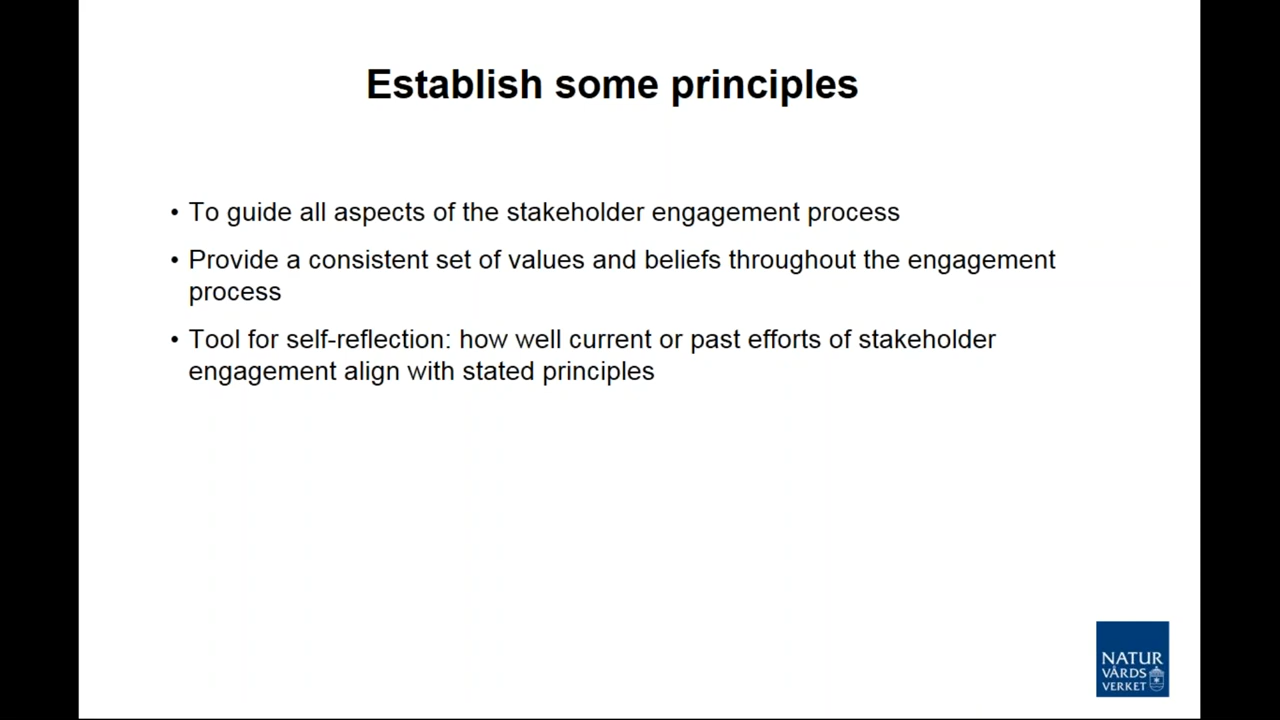 Establish some principles
• To guide all aspects of the stakeholder engagement process
• Provide a consistent set of values and beliefs throughout the engagement
process
• Tool for self-reflection: how well current or past efforts of stakeholder
engagement align with stated principles
NATUR
VÅRDS
VERKET